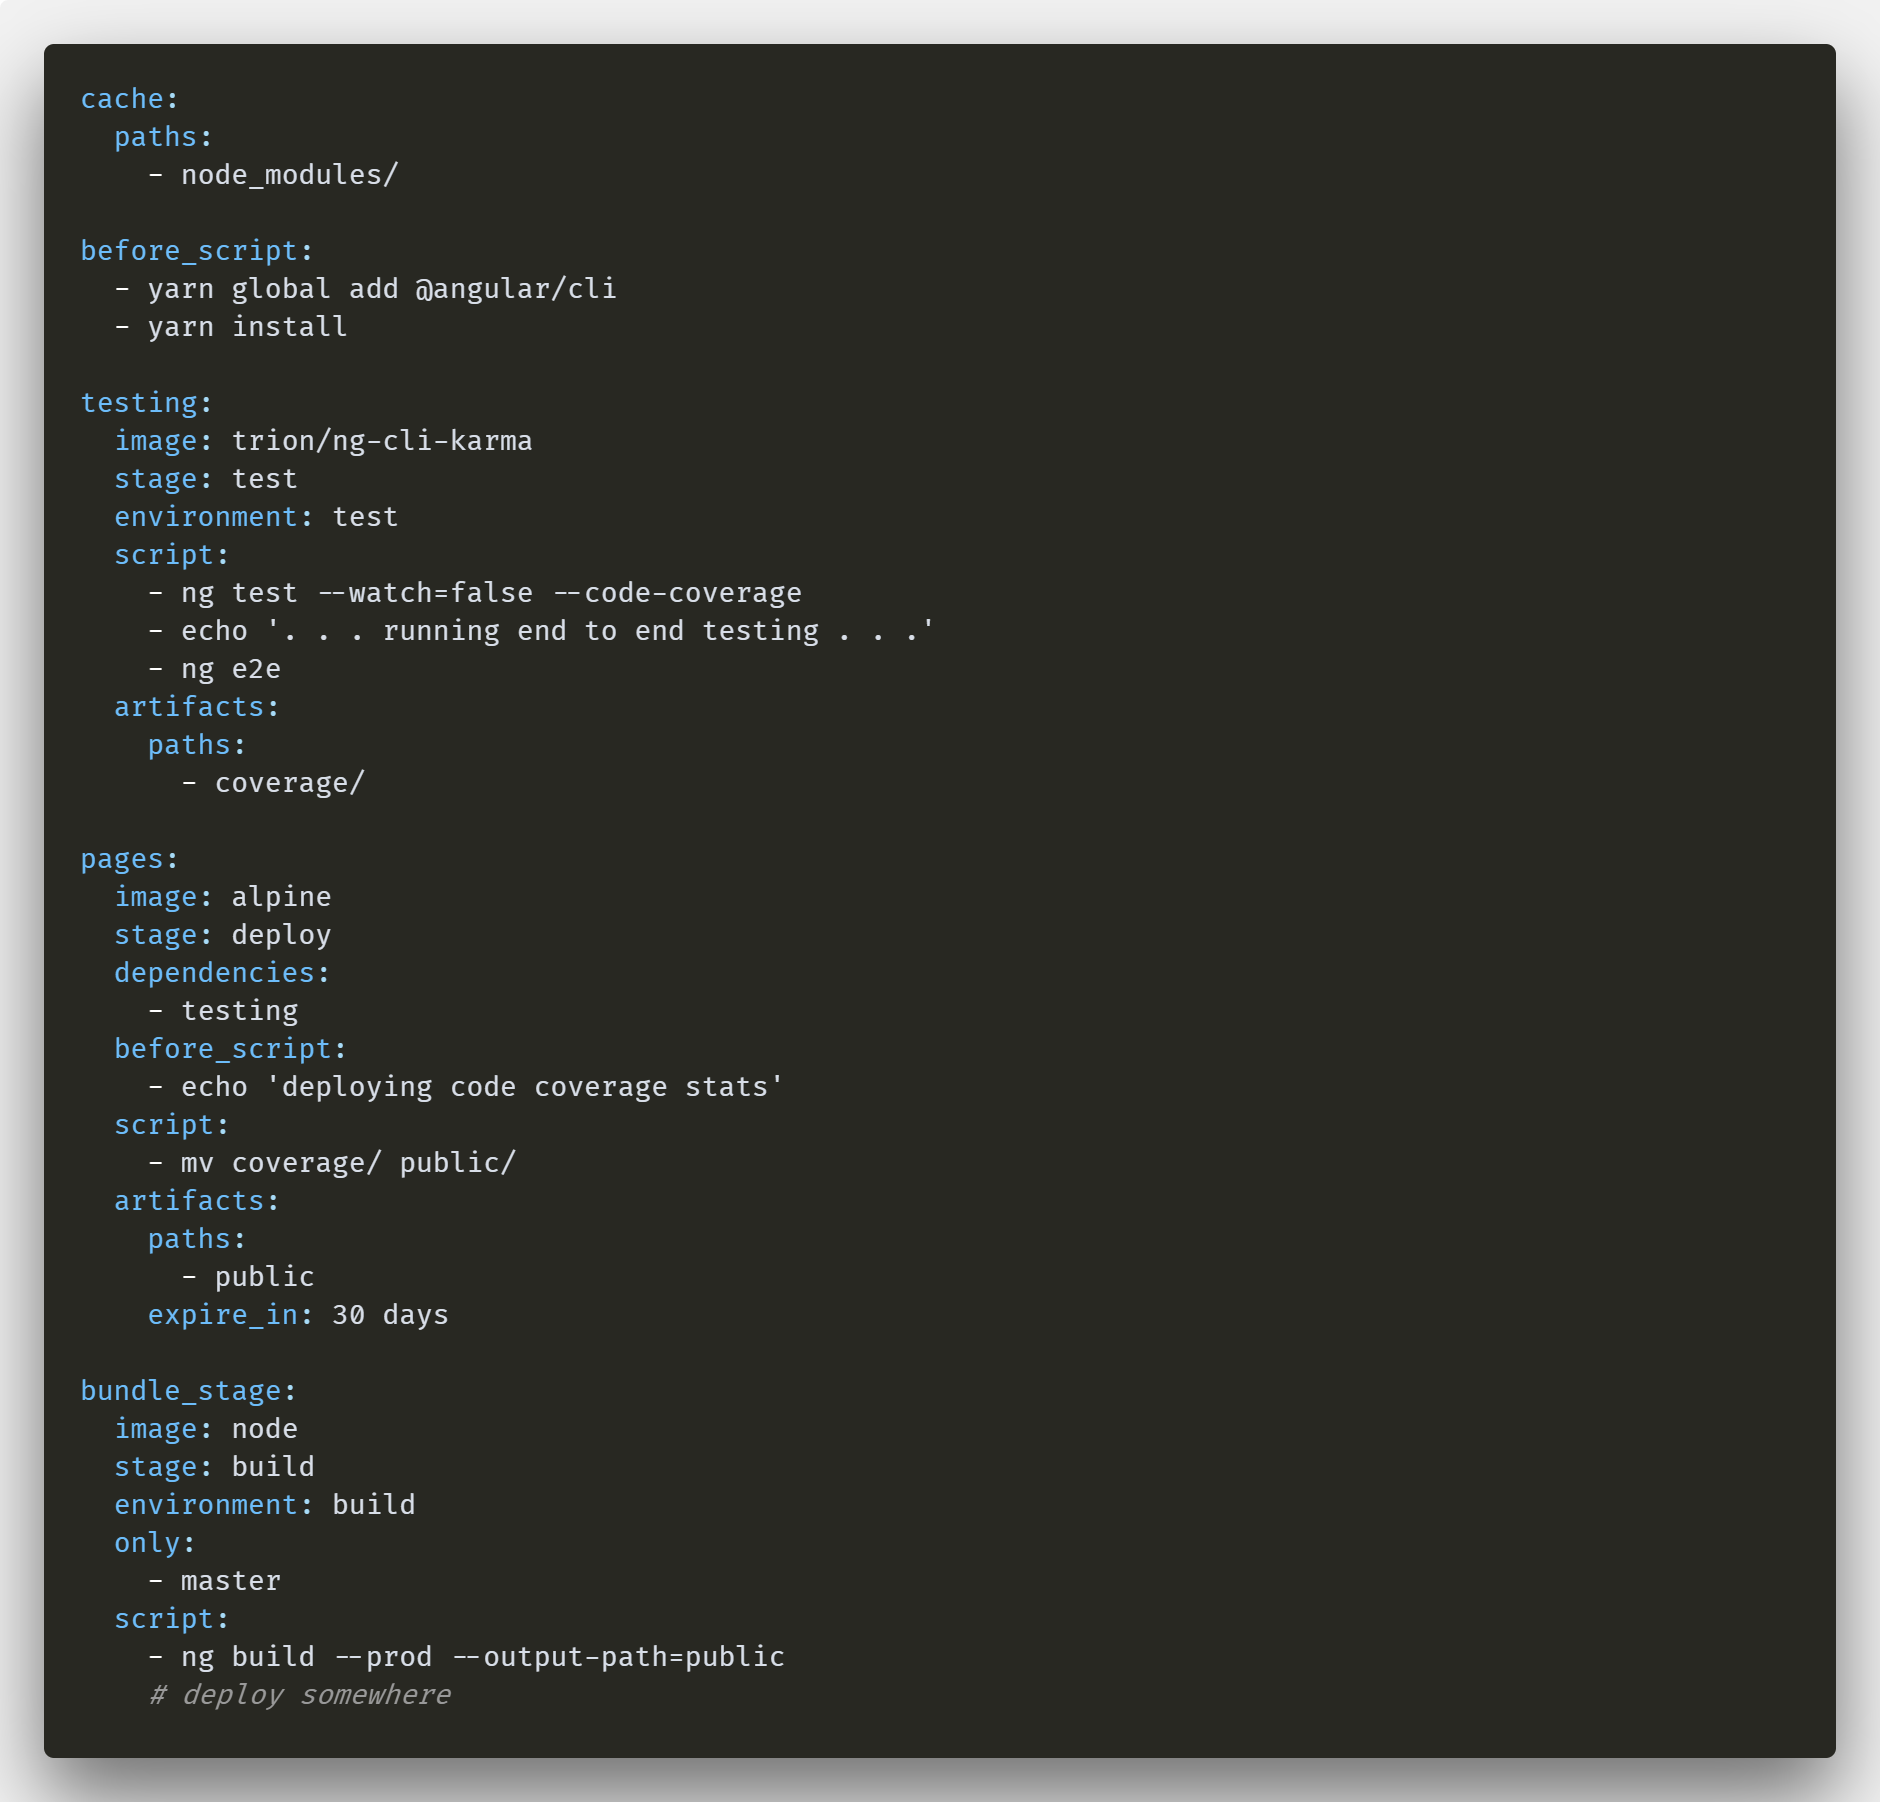 cache:
  paths:
    - node_modules/

before_script:
  - yarn global add @angular/cli
  - yarn install

testing:
  image: trion/ng-cli-karma
  stage: test
  environment: test
  script:
    - ng test --watch=false --code-coverage
    - echo '. . . running end to end testing . . .'
    - ng e2e
  artifacts:
    paths:
      - coverage/

pages:
  image: alpine
  stage: deploy
  dependencies:
    - testing
  before_script:
    - echo 'deploying code coverage stats'
  script:
    - mv coverage/ public/
  artifacts:
    paths:
      - public
    expire_in: 30 days

bundle_stage:
  image: node
  stage: build
  environment: build
  only:
    - master
  script:
    - ng build --prod --output-path=public
    # deploy somewhere